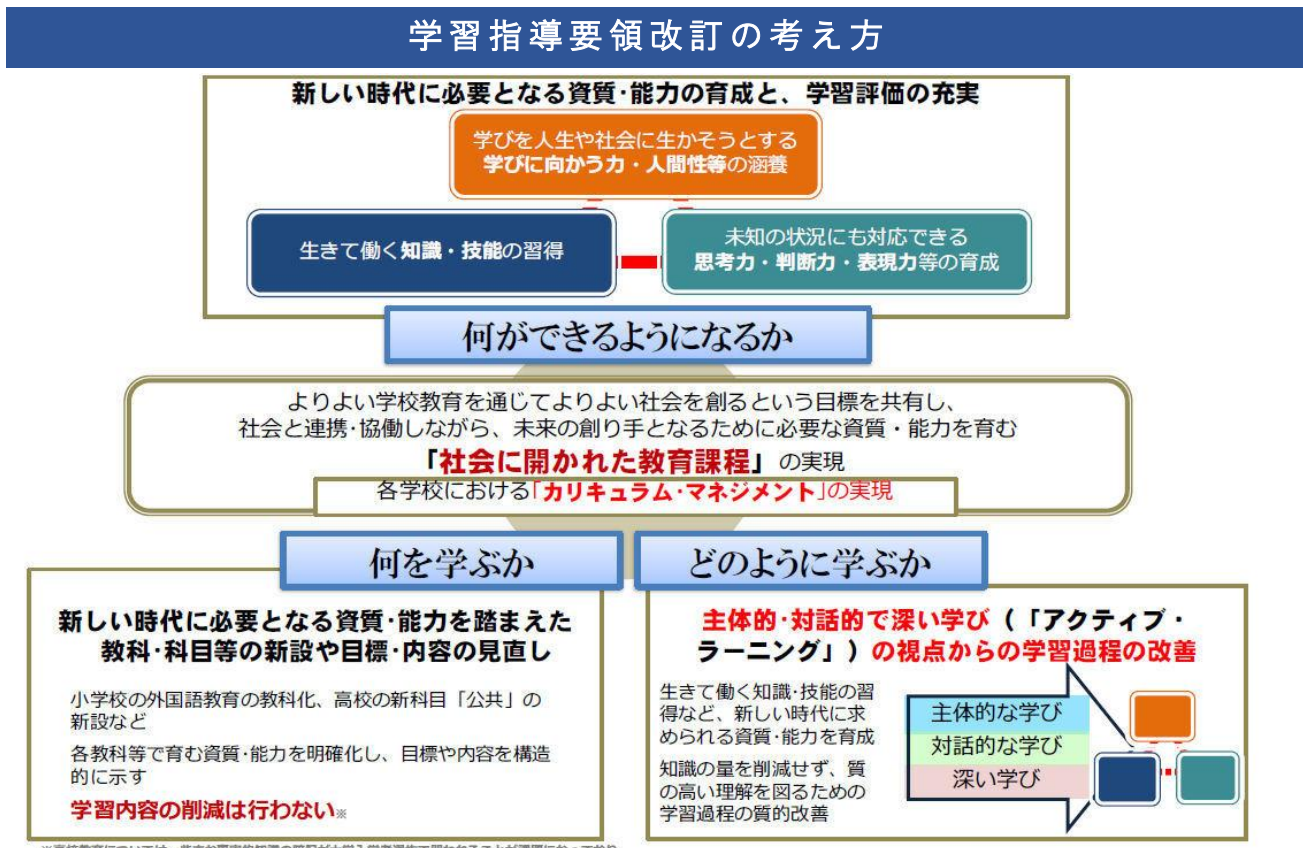 学習指導要領改訂の考え方
新しい時代に必要となる資質･能力の育成と、学習評価の充実
学びを人生や社会に生かそうとする
学びに向かう力・人間性等の涵養
生きて働く知識・技能の習得
未知の状況にも対応できる
思考力・判断力・表現力等の育成
何ができるようになるか
よりよい学校教育を通じてよりよい社会を創るという目標を共有し、
社会と連携･協働しながら、未来の創り手となるために必要な資質・能力を育む
「社会に開かれた教育課程」の実現
各学校における「カリキュラム･マネジメント」の実現
何を学ぶか
新しい時代に必要となる資質･能力を踏まえた
教科･科目等の新設や目標･内容の見直し
小学校の外国語教育の教科化、高校の新科目「公共」の
新設など
各教科等で育む資質･能力を明確化し、目標や内容を構造
的に示す
学習内容の削減は行わない※
どのように学ぶか
主体的･対話的で深い学び（「アクティブ・
ラーニング」）の視点からの学習過程の改善
生きて働く知識･技能の習
得など、新しい時代に求
められる資質･能力を育成
知識の量を削減せず、質
の高い理解を図るための
学習過程の質的改善
主体的な学び
対話的な学び
深い学び